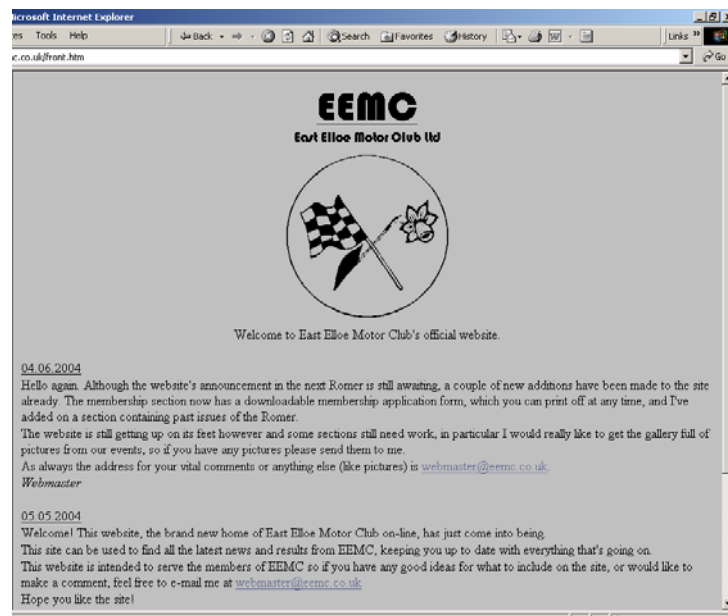 Microsoft Internet Explorer
es Tools Help
Back Search Favorites History Links »
c.co.uk/front.htm Go
EEMC
East Elloe Motor Club Ltd
Welcome to East Elloe Motor Club's official website.
04.06.2004
Hello again. Although the website's announcement in the next Romer is still awaiting, a couple of new additions have been made to the site
already. The membership section now has a downloadable membership application form, which you can print off at any time, and I've
added on a section containing past issues of the Romer.
The website is still getting up on its feet however and some sections still need work, in particular I would really like to get the gallery full of
pictures from our events, so if you have any pictures please send them to me.
As always the address for your vital comments or anything else (like pictures) is webmaster@eemc.co.uk.
Webmaster
05.05.2004
Welcome! This website, the brand new home of East Elloe Motor Club on-line, has just come into being.
This site can be used to find all the latest news and results from EEMC, keeping you up to date with everything that's going on.
This website is intended to serve the members of EEMC so if you have any good ideas for what to include on the site, or would like to
make a comment, feel free to e-mail me at webmaster@eemc.co.uk
Hope you like the site!